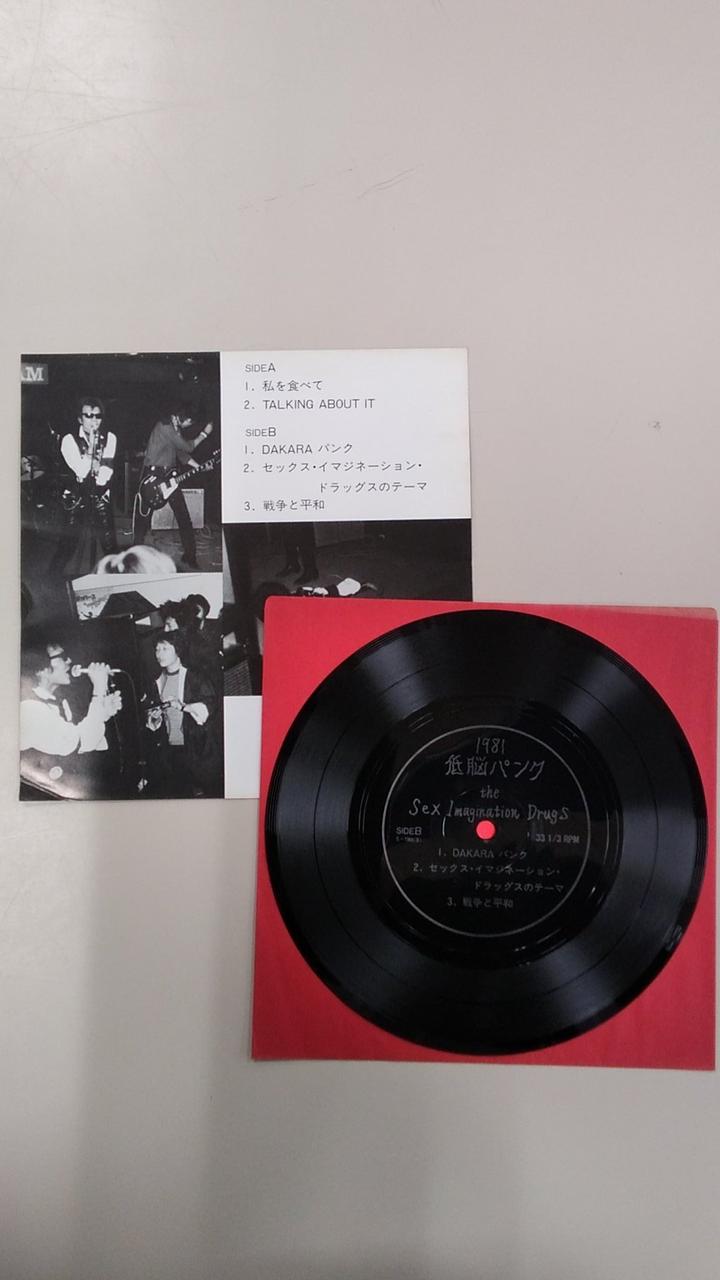 AM
SIDEA
1. 私を食べて
2. TALKING ABOUT IT
SIDEB
1. DAKARA パンク
2. セックス・イマジネーション・
ドラッグスのテーマ
3. 戦争と平和
1981
低脳パンク
the
Sex Imagination Drugs
SIDEB
33 1/3 RPM
1. DAKARA パンク
2. セックス・イマジネーション・
ドラッグスのテーマ
3. 戦争と平和